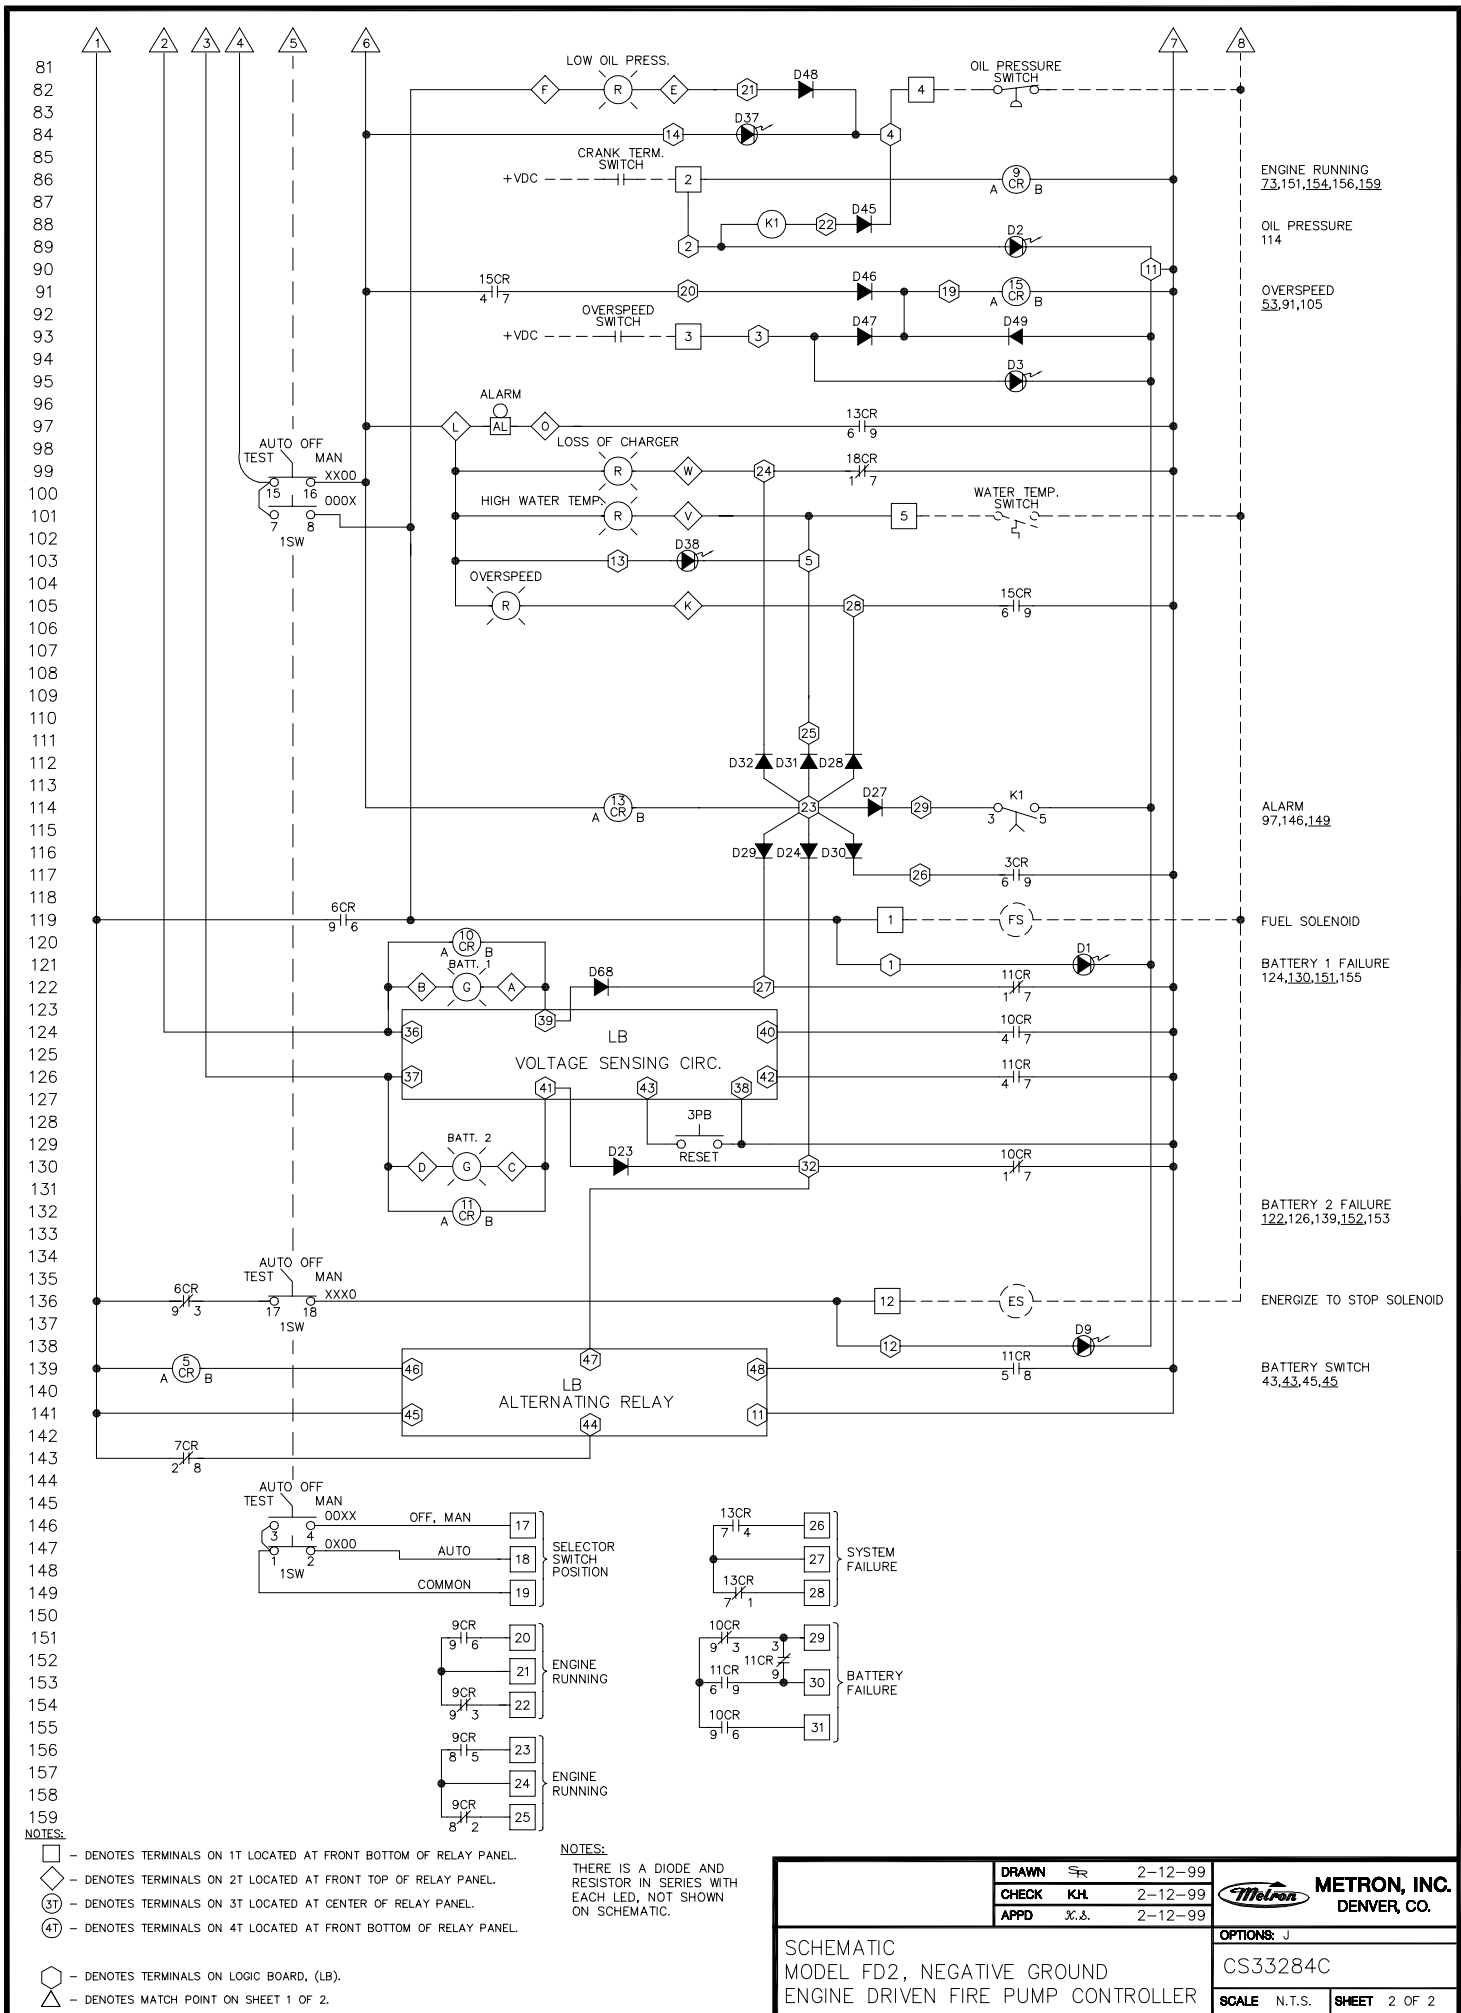 1 2 3 4 5 6 7 8
81
LOW OIL PRESS. D48 OIL PRESSURE
SWITCH
82 F R E 21 4
83
D37
84 14 4
85
CRANK TERM.
SWITCH
86 +VDC 2 A 9 CR B ENGINE RUNNING
73,151,154,156,159
87
88 K1 22 D45 OIL PRESSURE
114
89 2 D2
90 11
91 15CR 4 7 20 D46 19 A 15 CR B OVERSPEED
53,91,105
92
OVERSPEED
SWITCH
93 +VDC 3 3 D47 D49
94
95 D3
96
ALARM
97 L AL O 13CR 6 9
98
AUTO OFF
TEST MAN
LOSS OF CHARGER
99 XX00 R W 24 18CR 1 7
100 15 16 000X
HIGH WATER TEMP. WATER TEMP.
SWITCH
101 7 8 R V 5
102 1SW
103 13 D38 5
104
OVERSPEED
105 R K 28 15CR 6 9
106
107
108
109
110
111 25
112 D32 D31 D28
113
114 A 13 CR B 23 D27 29 K1 3 5 ALARM
97,146,149
115
116 D29 D24 D30
117 26 3CR 6 9
118
119 6CR 9 6 1 FS FUEL SOLENOID
120 A 10 CR B
121 BATT. 1 1 D1 BATTERY 1 FAILURE
124,130,151,155
122 B G A D68 27 11CR 1 7
123 39
124 36 LB 40 10CR 4 7
125 VOLTAGE SENSING CIRC.
126 37 41 43 38 42 11CR 4 7
127
128 3PB
129 BATT. 2 RESET
130 D G C D23 32 10CR 1 7
131
132 A 11 CR B BATTERY 2 FAILURE
122,126,139,152,153
133
134
AUTO OFF
135 TEST MAN
136 6CR 9 3 17 18 XXX0 12 ES ENERGIZE TO STOP SOLENOID
137 1SW
138 12 D9
139 A 5 CR B 46 47 48 11CR 5 8 BATTERY SWITCH
43,43,45,45
140 LB
ALTERNATING RELAY
141 45 44 11
142
143 7CR 2 8
144
AUTO OFF
145 TEST MAN
146 3 4 00XX OFF, MAN 17 13CR 7 4 26
147 1 2 0X00 AUTO 18 SELECTOR
SWITCH
POSITION 27 SYSTEM
FAILURE
148 1SW
149 COMMON 19 13CR 7 1 28
150
151 9CR 9 6 20 10CR 9 3 29
152 21 ENGINE
RUNNING 11CR 3 9
153 11CR 6 9 30 BATTERY
FAILURE
154 9CR 9 3 22
155 10CR 9 6 31
156 9CR 8 5 23
157 24 ENGINE
RUNNING
158
159 9CR 8 2 25
NOTES:
– DENOTES TERMINALS ON 1T LOCATED AT FRONT BOTTOM OF RELAY PANEL.
– DENOTES TERMINALS ON 2T LOCATED AT FRONT TOP OF RELAY PANEL.
3T – DENOTES TERMINALS ON 3T LOCATED AT CENTER OF RELAY PANEL.
4T – DENOTES TERMINALS ON 4T LOCATED AT FRONT BOTTOM OF RELAY PANEL.
– DENOTES TERMINALS ON LOGIC BOARD, (LB).
– DENOTES MATCH POINT ON SHEET 1 OF 2.
NOTES:
THERE IS A DIODE AND
RESISTOR IN SERIES WITH
EACH LED, NOT SHOWN
ON SCHEMATIC.
DRAWN SR 2-12-99
CHECK K.H. 2-12-99
APPD K.S. 2-12-99
Metron METRON, INC.
DENVER, CO.
SCHEMATIC
MODEL FD2, NEGATIVE GROUND
ENGINE DRIVEN FIRE PUMP CONTROLLER
OPTIONS: J
CS33284C
SCALE N.T.S. SHEET 2 OF 2